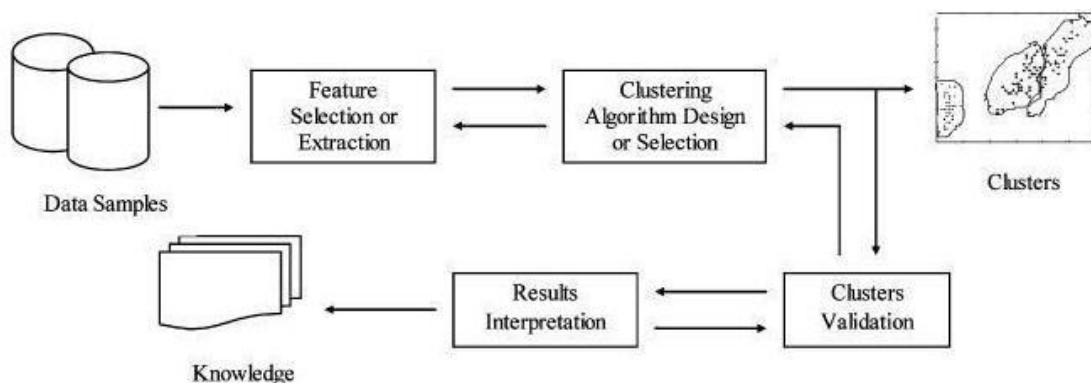 Feature
Selection or
Extraction
Clustering
Algorithm Design
or Selection
Clusters
Data Samples
Results
Interpretation
Clusters
Validation
Knowledge